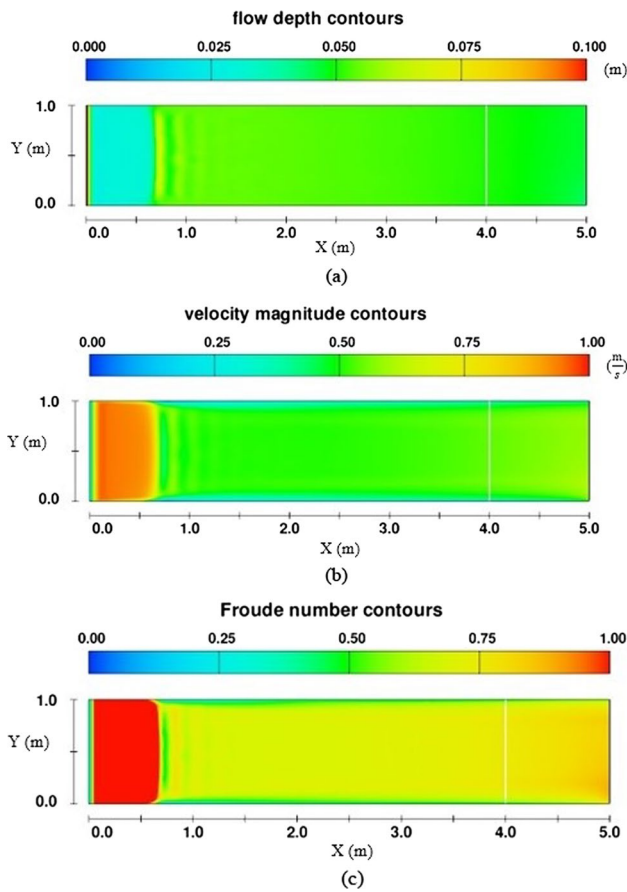 flow depth contours
0.000 0.025 0.050 0.075 0.100
(m)
1.0
Y (m)
0.0
0.0 1.0 2.0 3.0 4.0 5.0
X (m)
(a)
velocity magnitude contours
0.00 0.25 0.50 0.75 1.00
(m/s)
1.0
Y (m)
0.0
0.0 1.0 2.0 3.0 4.0 5.0
X (m)
(b)
Froude number contours
0.00 0.25 0.50 0.75 1.00
1.0
Y (m)
0.0
0.0 1.0 2.0 3.0 4.0 5.0
X (m)
(c)